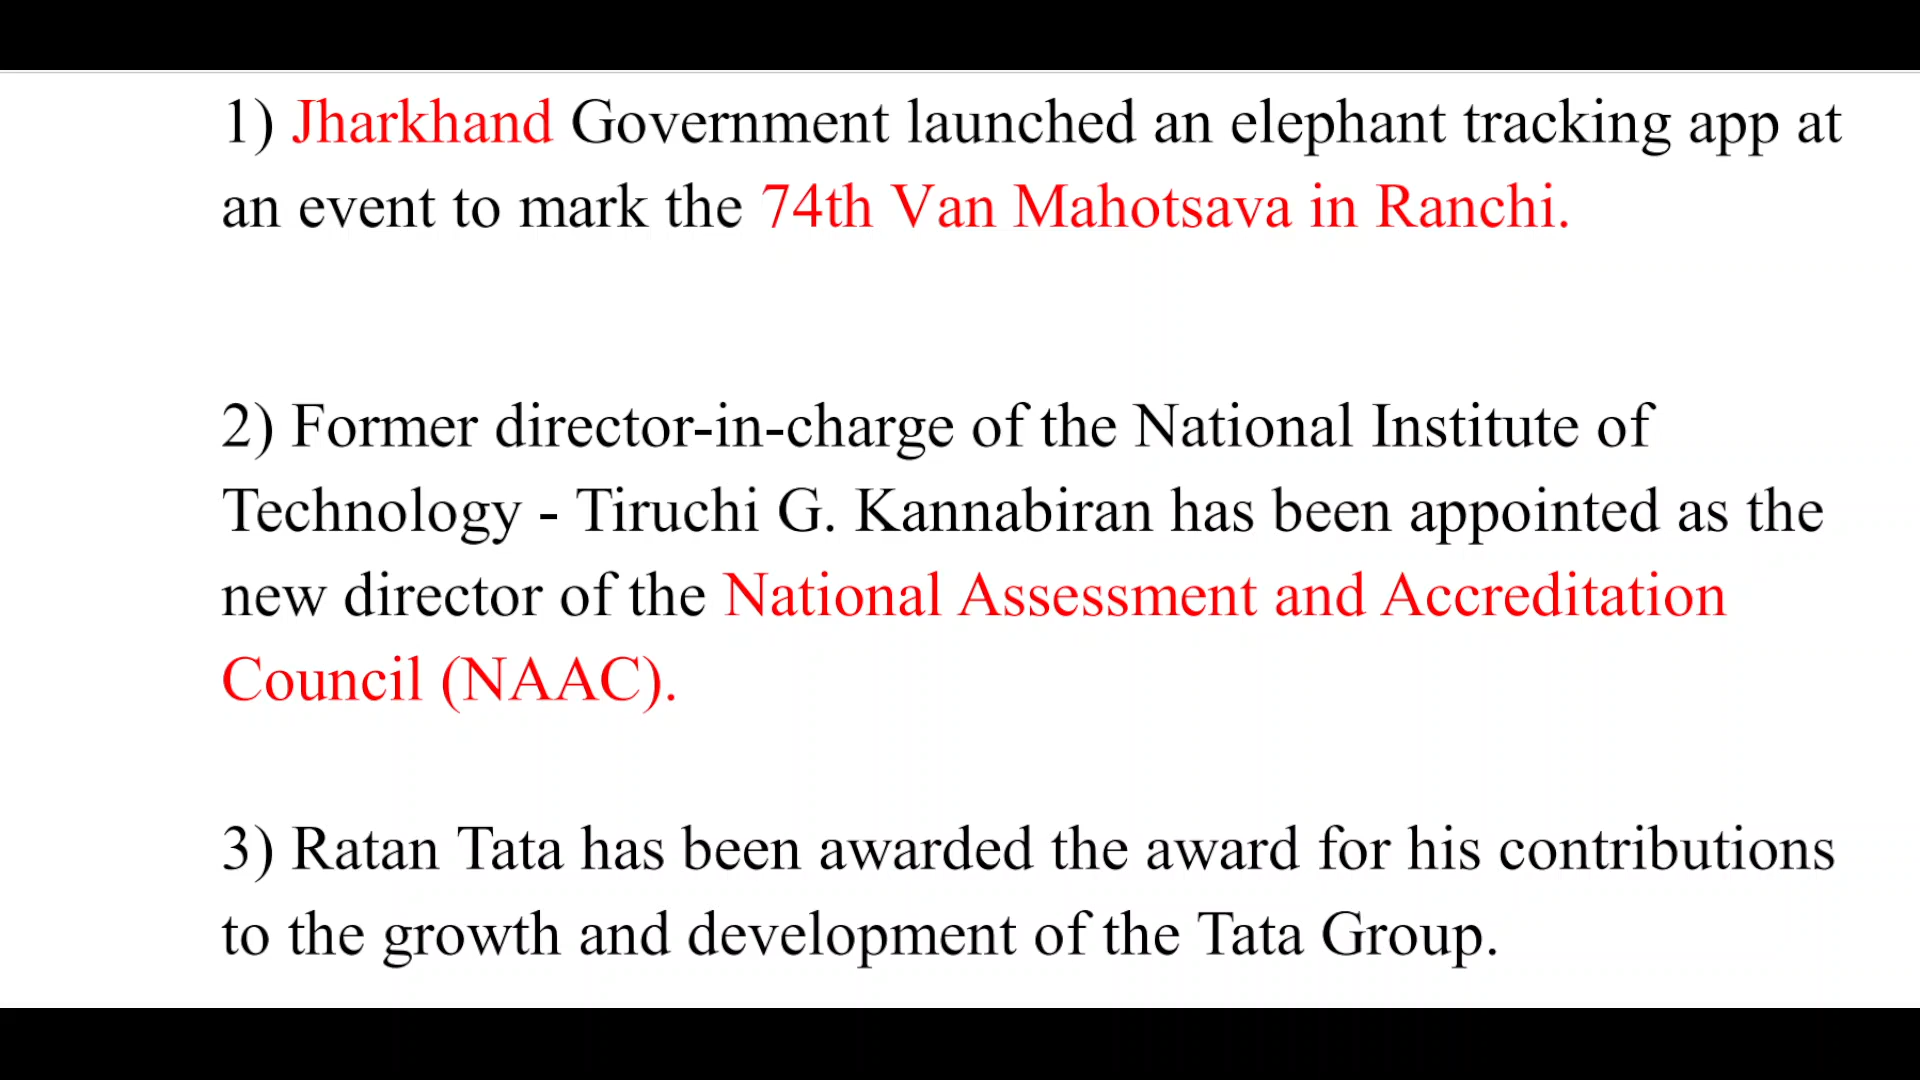 1) Jharkhand Government launched an elephant tracking app at
an event to mark the 74th Van Mahotsava in Ranchi.
2) Former director-in-charge of the National Institute of
Technology - Tiruchi G. Kannabiran has been appointed as the
new director of the National Assessment and Accreditation
Council (NAAC).
3) Ratan Tata has been awarded the award for his contributions
to the growth and development of the Tata Group.